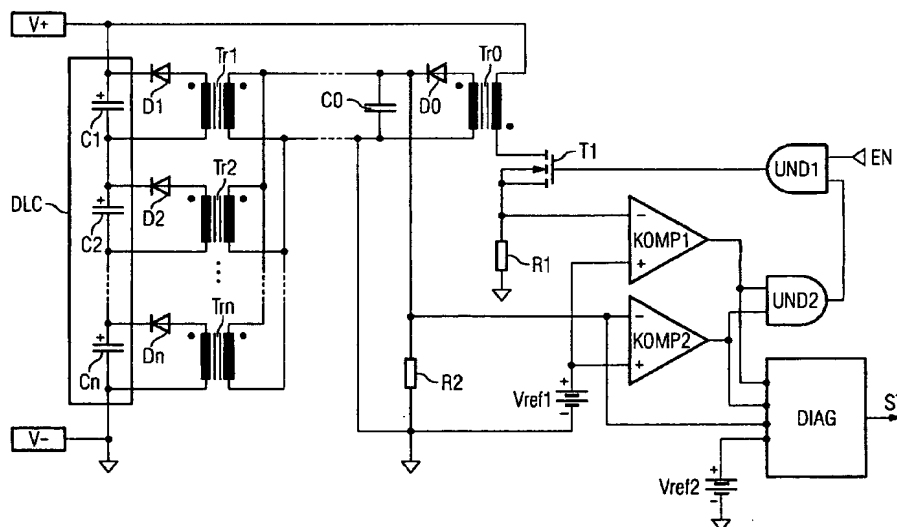 V+
Tr1
D1
C1
+
C0
D0
Tr0
T1
UND1
EN
DLC
Tr2
D2
C2
+
R1
KOMP1
-
+
UND2
...
Trn
Dn
Cn
+
R2
KOMP2
-
+
Vref1
+
-
DIAG
V-
Vref2
+
-